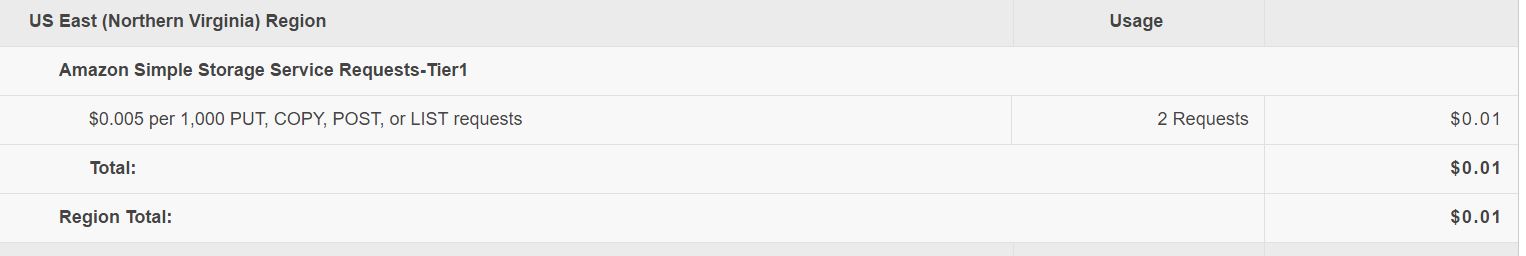 US East (Northern Virginia) Region Usage
Amazon Simple Storage Service Requests-Tier1
$0.005 per 1,000 PUT, COPY, POST, or LIST requests 2 Requests $0.01
Total: $0.01
Region Total: $0.01